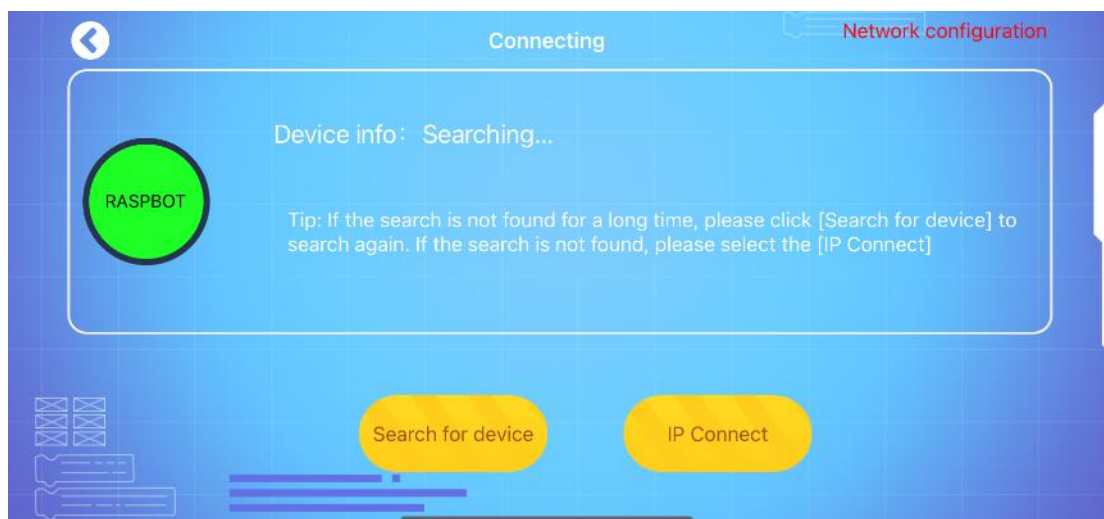 Connecting
Network configuration
Device info： Searching...
RASPBOT
Tip: If the search is not found for a long time, please click [Search for device] to
search again. If the search is not found, please select the [IP Connect]
Search for device
IP Connect